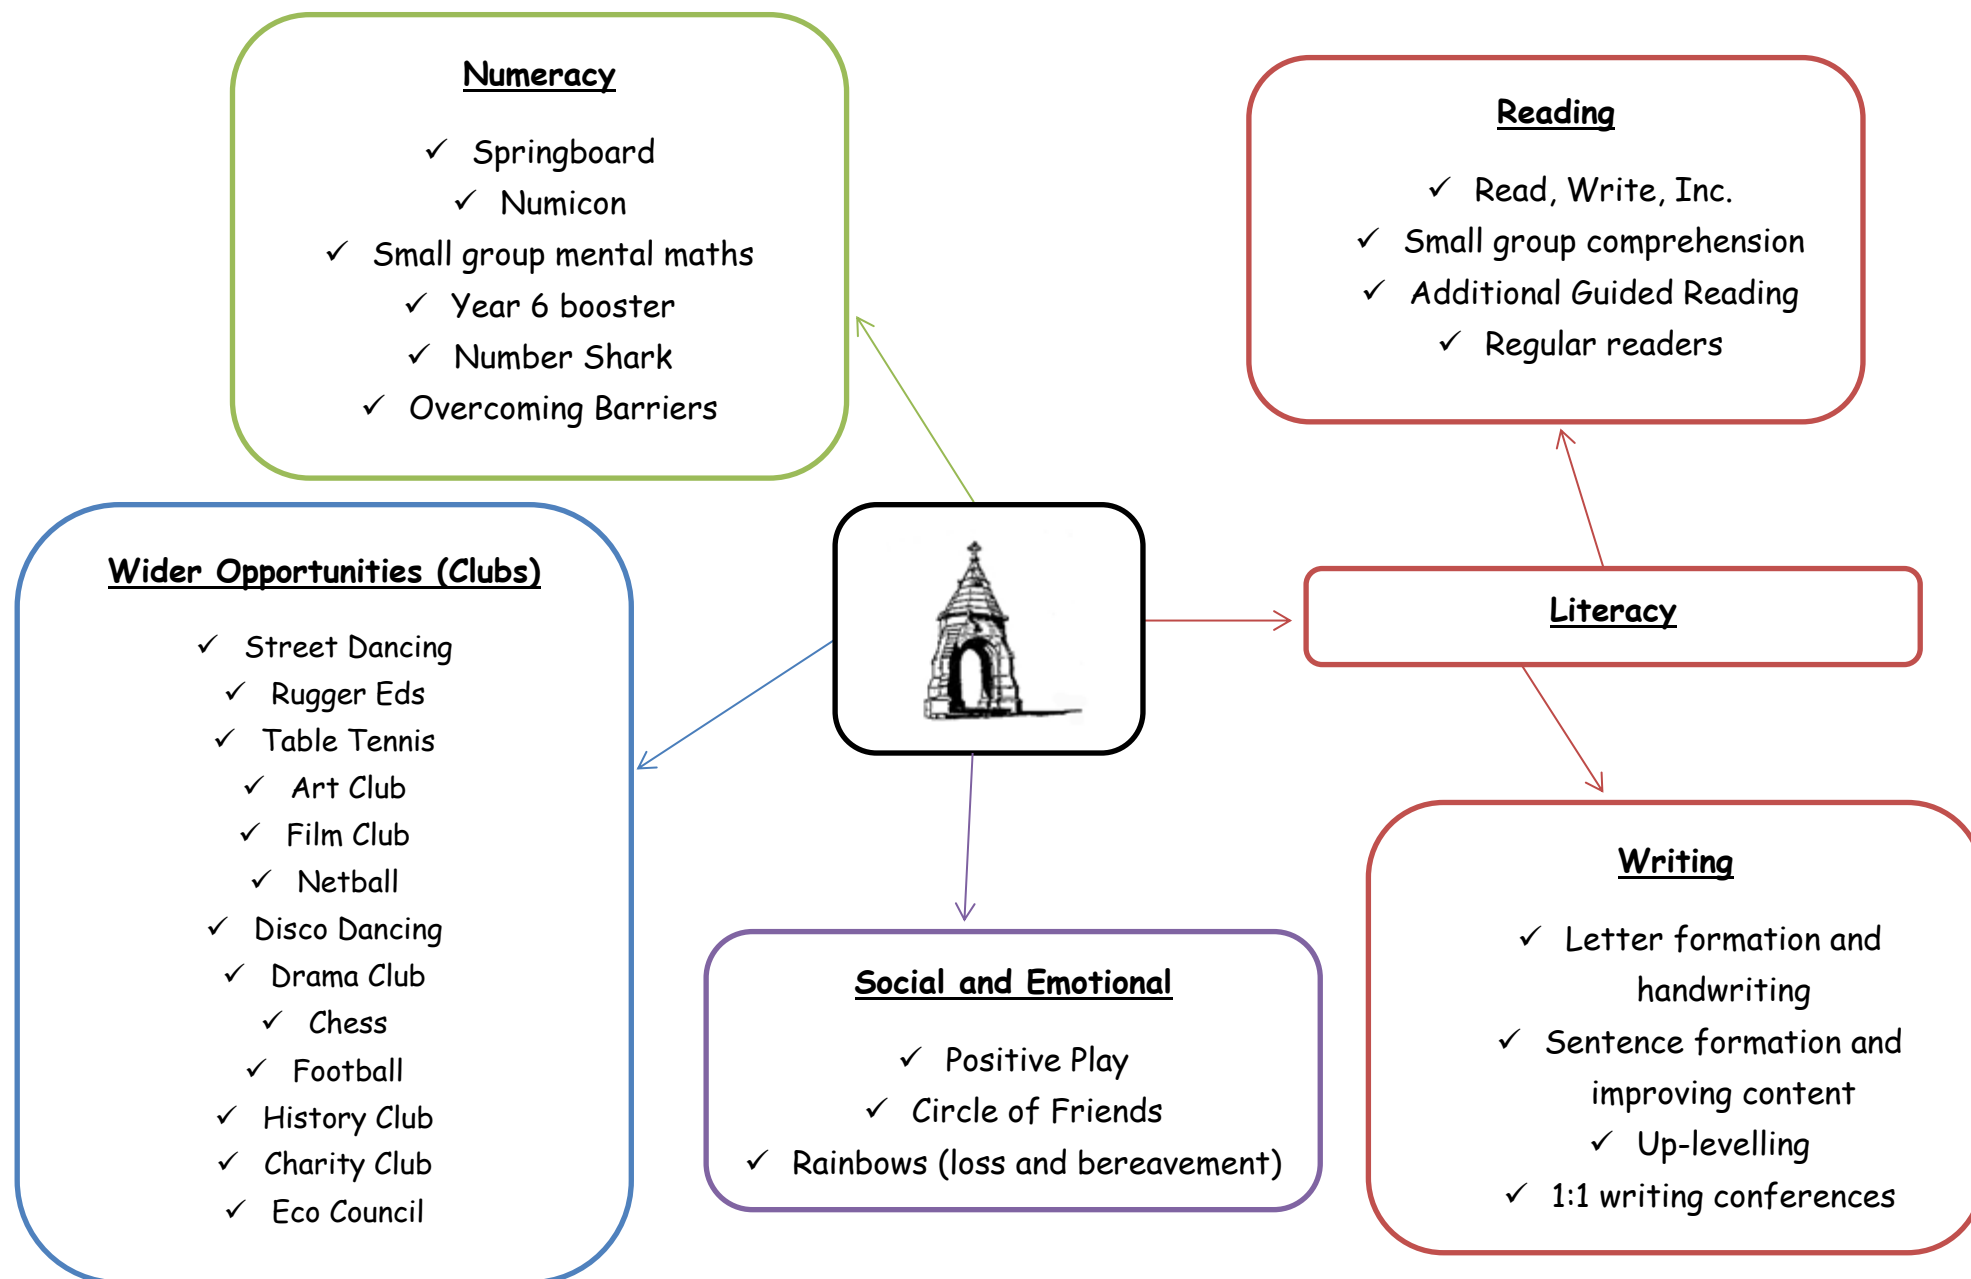 Numeracy
✓ Springboard
✓ Numicon
✓ Small group mental maths
✓ Year 6 booster
✓ Number Shark
✓ Overcoming Barriers
Reading
✓ Read, Write, Inc.
✓ Small group comprehension
✓ Additional Guided Reading
✓ Regular readers
Wider Opportunities (Clubs)
✓ Street Dancing
✓ Rugger Eds
✓ Table Tennis
✓ Art Club
✓ Film Club
✓ Netball
✓ Disco Dancing
✓ Drama Club
✓ Chess
✓ Football
✓ History Club
✓ Charity Club
✓ Eco Council
Literacy
Social and Emotional
✓ Positive Play
✓ Circle of Friends
✓ Rainbows (loss and bereavement)
Writing
✓ Letter formation and
handwriting
✓ Sentence formation and
improving content
✓ Up-levelling
✓ 1:1 writing conferences